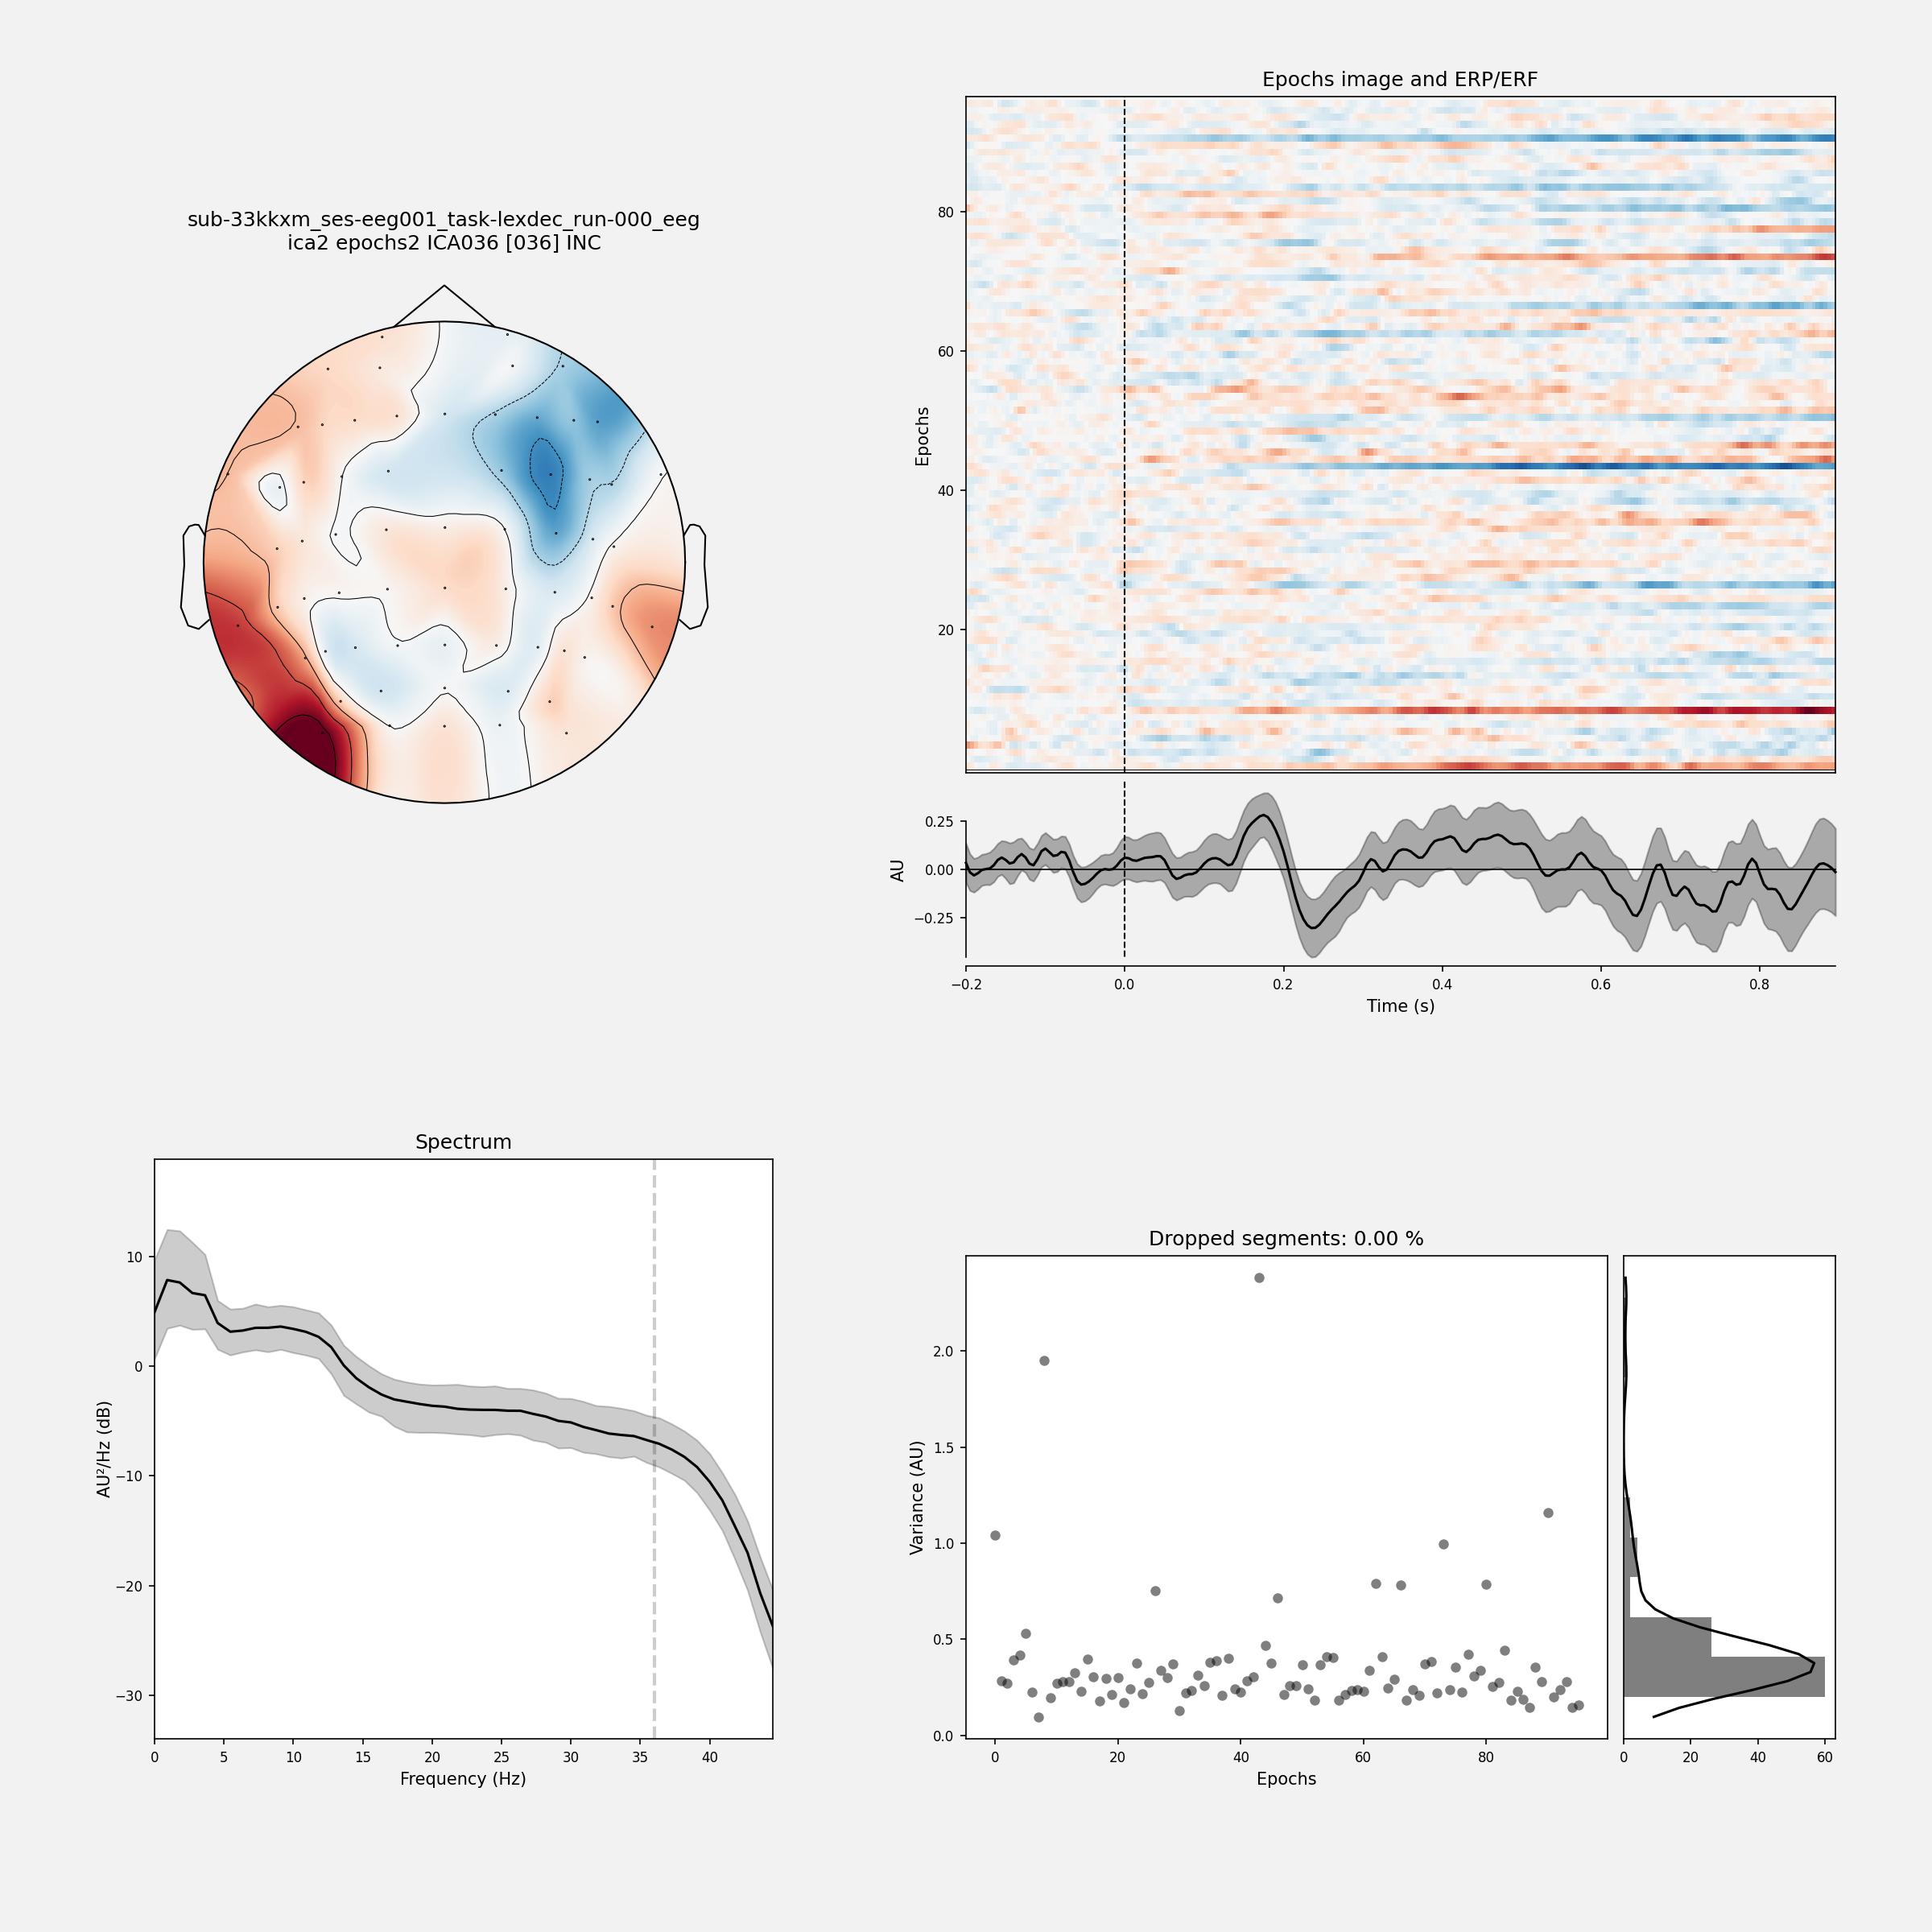 sub-33kkxm_ses-eeg001_task-lexdec_run-000_eeg
ica2 epochs2 ICA036 [036] INC
Epochs image and ERP/ERF
Epochs
80
60
40
20
AU
0.25
0.00
−0.25
−0.2 0.0 0.2 0.4 0.6 0.8
Time (s)
Spectrum
AU²/Hz (dB)
10
0
−10
−20
−30
0 5 10 15 20 25 30 35 40
Frequency (Hz)
Dropped segments: 0.00 %
Variance (AU)
2.0
1.5
1.0
0.5
0.0
0 20 40 60 80
Epochs
0 20 40 60